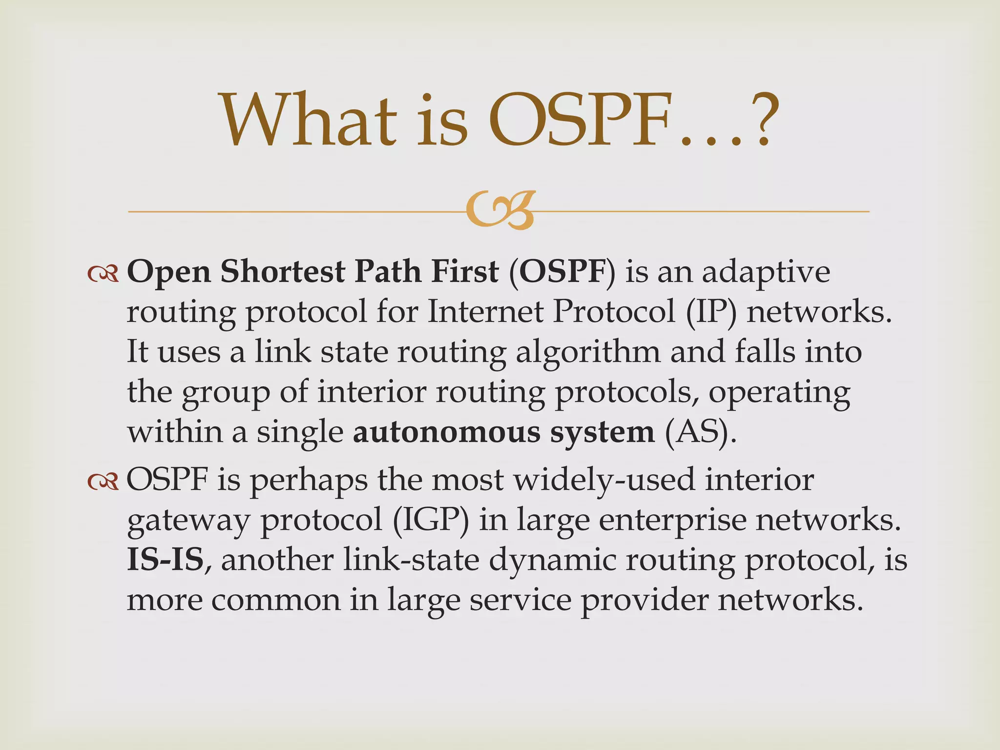 What is OSPF…?
Open Shortest Path First (OSPF) is an adaptive
routing protocol for Internet Protocol (IP) networks.
It uses a link state routing algorithm and falls into
the group of interior routing protocols, operating
within a single autonomous system (AS).
OSPF is perhaps the most widely-used interior
gateway protocol (IGP) in large enterprise networks.
IS-IS, another link-state dynamic routing protocol, is
more common in large service provider networks.